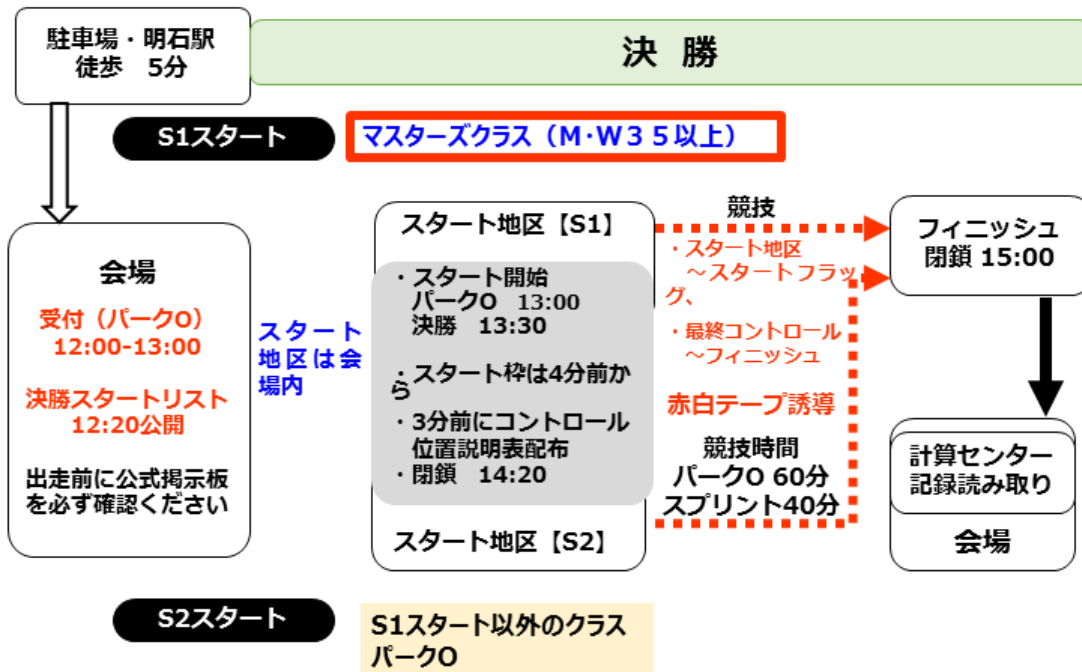 駐車場・明石駅
徒歩　5分
決 勝
S1スタート
マスターズクラス（M・W３５以上）
会場
受付（パークO）
12:00-13:00
決勝スタートリスト
12:20公開
出走前に公式掲示板
を必ず確認ください
スタート
地区は会
場内
スタート地区【S1】
・スタート開始
パークO　13:00
決勝　13:30
・スタート枠は4分前か
ら
・3分前にコントロール
位置説明表配布
・閉鎖　14:20
スタート地区【S2】
競技
・スタート地区
～スタートフラッ
グ、
・最終コントロール
～フィニッシュ
赤白テープ誘導
競技時間
パークO 60分
スプリント40分
フィニッシュ
閉鎖 15:00
計算センター
記録読み取り
会場
S2スタート
S1スタート以外のクラス
パークO